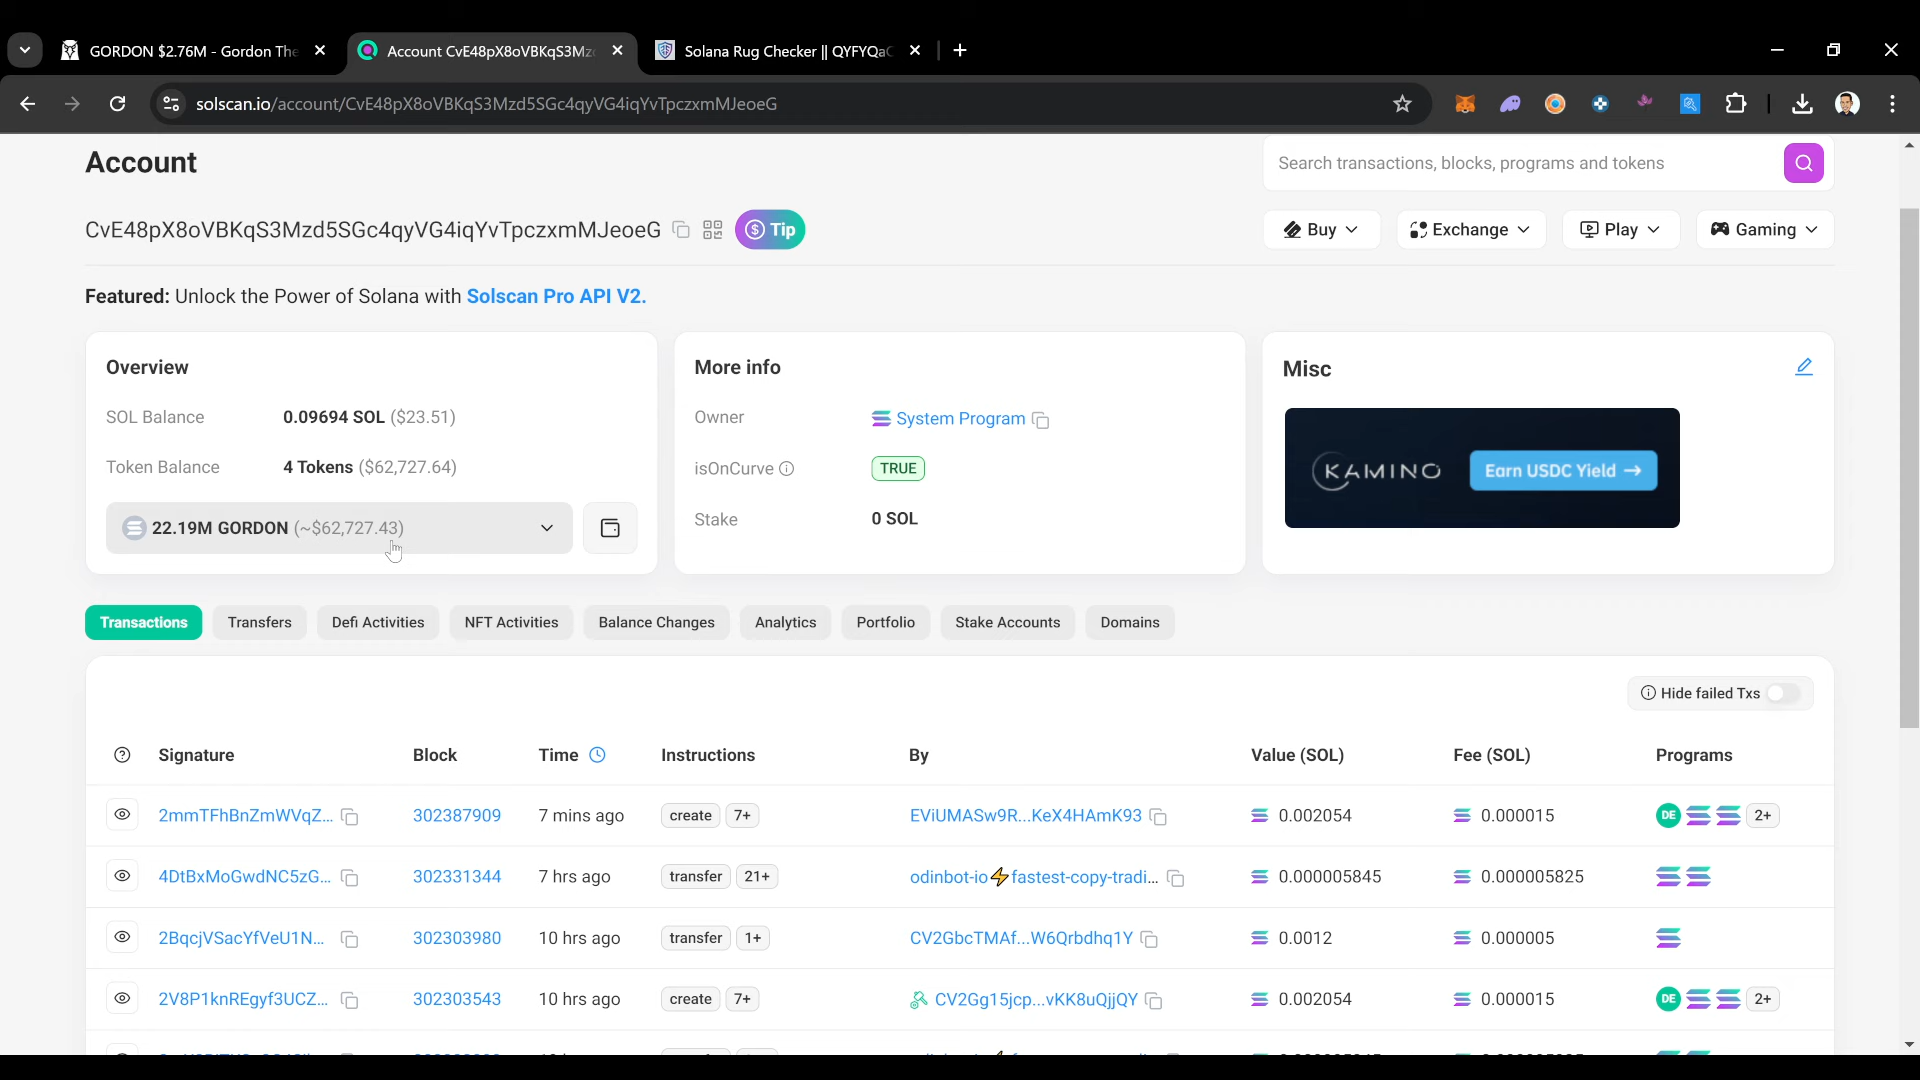 GORDON $2.76M - Gordon The
Account CvE48pX8oVBKqS3Mz
Solana Rug Checker || QYFYQaC
solscan.io/account/CvE48pX8oVBKqS3Mzd5SGc4qyVG4iqYvTpczxmMJeoeG
Account
Search transactions, blocks, programs and tokens
CvE48pX8oVBKqS3Mzd5SGc4qyVG4iqYvTpczxmMJeoeG
Tip
Buy
Exchange
Play
Gaming
Featured: Unlock the Power of Solana with Solscan Pro API V2.
Overview
SOL Balance 0.09694 SOL ($23.51)
Token Balance 4 Tokens ($62,727.64)
22.19M GORDON (~$62,727.43)
More info
Owner System Program
isOnCurve TRUE
Stake 0 SOL
Misc
KAMINO Earn USDC Yield →
Transactions Transfers Defi Activities NFT Activities Balance Changes Analytics Portfolio Stake Accounts Domains
Hide failed Txs
Signature Block Time Instructions By Value (SOL) Fee (SOL) Programs
2mmTFhBnZmWVqZ... 302387909 7 mins ago create 7+ EViUMASw9R...KeX4HAmK93 0.002054 0.000015 DE 2+
4DtBxMoGwdNC5zG... 302331344 7 hrs ago transfer 21+ odinbot-io⚡fastest-copy-tradi... 0.000005845 0.000005825
2BqcjVSacYfVeU1N... 302303980 10 hrs ago transfer 1+ CV2GbcTMAf...W6Qrbdhq1Y 0.0012 0.000005
2V8P1knREgyf3UCZ... 302303543 10 hrs ago create 7+ CV2Gg15jcp...vKK8uQjjQY 0.002054 0.000015 DE 2+